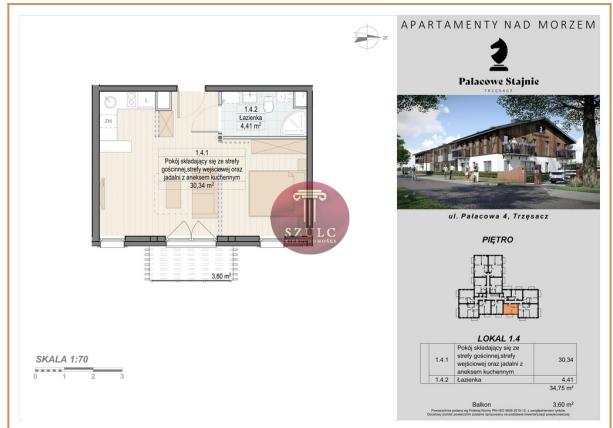 APARTAMENTY NAD MORZEM
Pałacowe Stajnie
TRZĘSACZ
ul. Pałacowa 4, Trzęsacz
PIĘTRO
LOKAL 1.4
1.4.1 Pokój składający się ze
strefy gościnnej,strefy
wejściowej oraz jadalni z
aneksem kuchennym 30,34
1.4.2 Łazienka 4,41
34,75 m²
Balkon 3,60 m²
N
ZM
L
1.4.2
Łazienka
4,41 m²
1.4.1
Pokój składający się ze strefy
gościnnej,strefy wejściowej oraz
jadalni z aneksem kuchennym
30,34 m²
SZULC
NIERUCHOMOŚCI
3,60 m²
SKALA 1:70
0 1 2 3